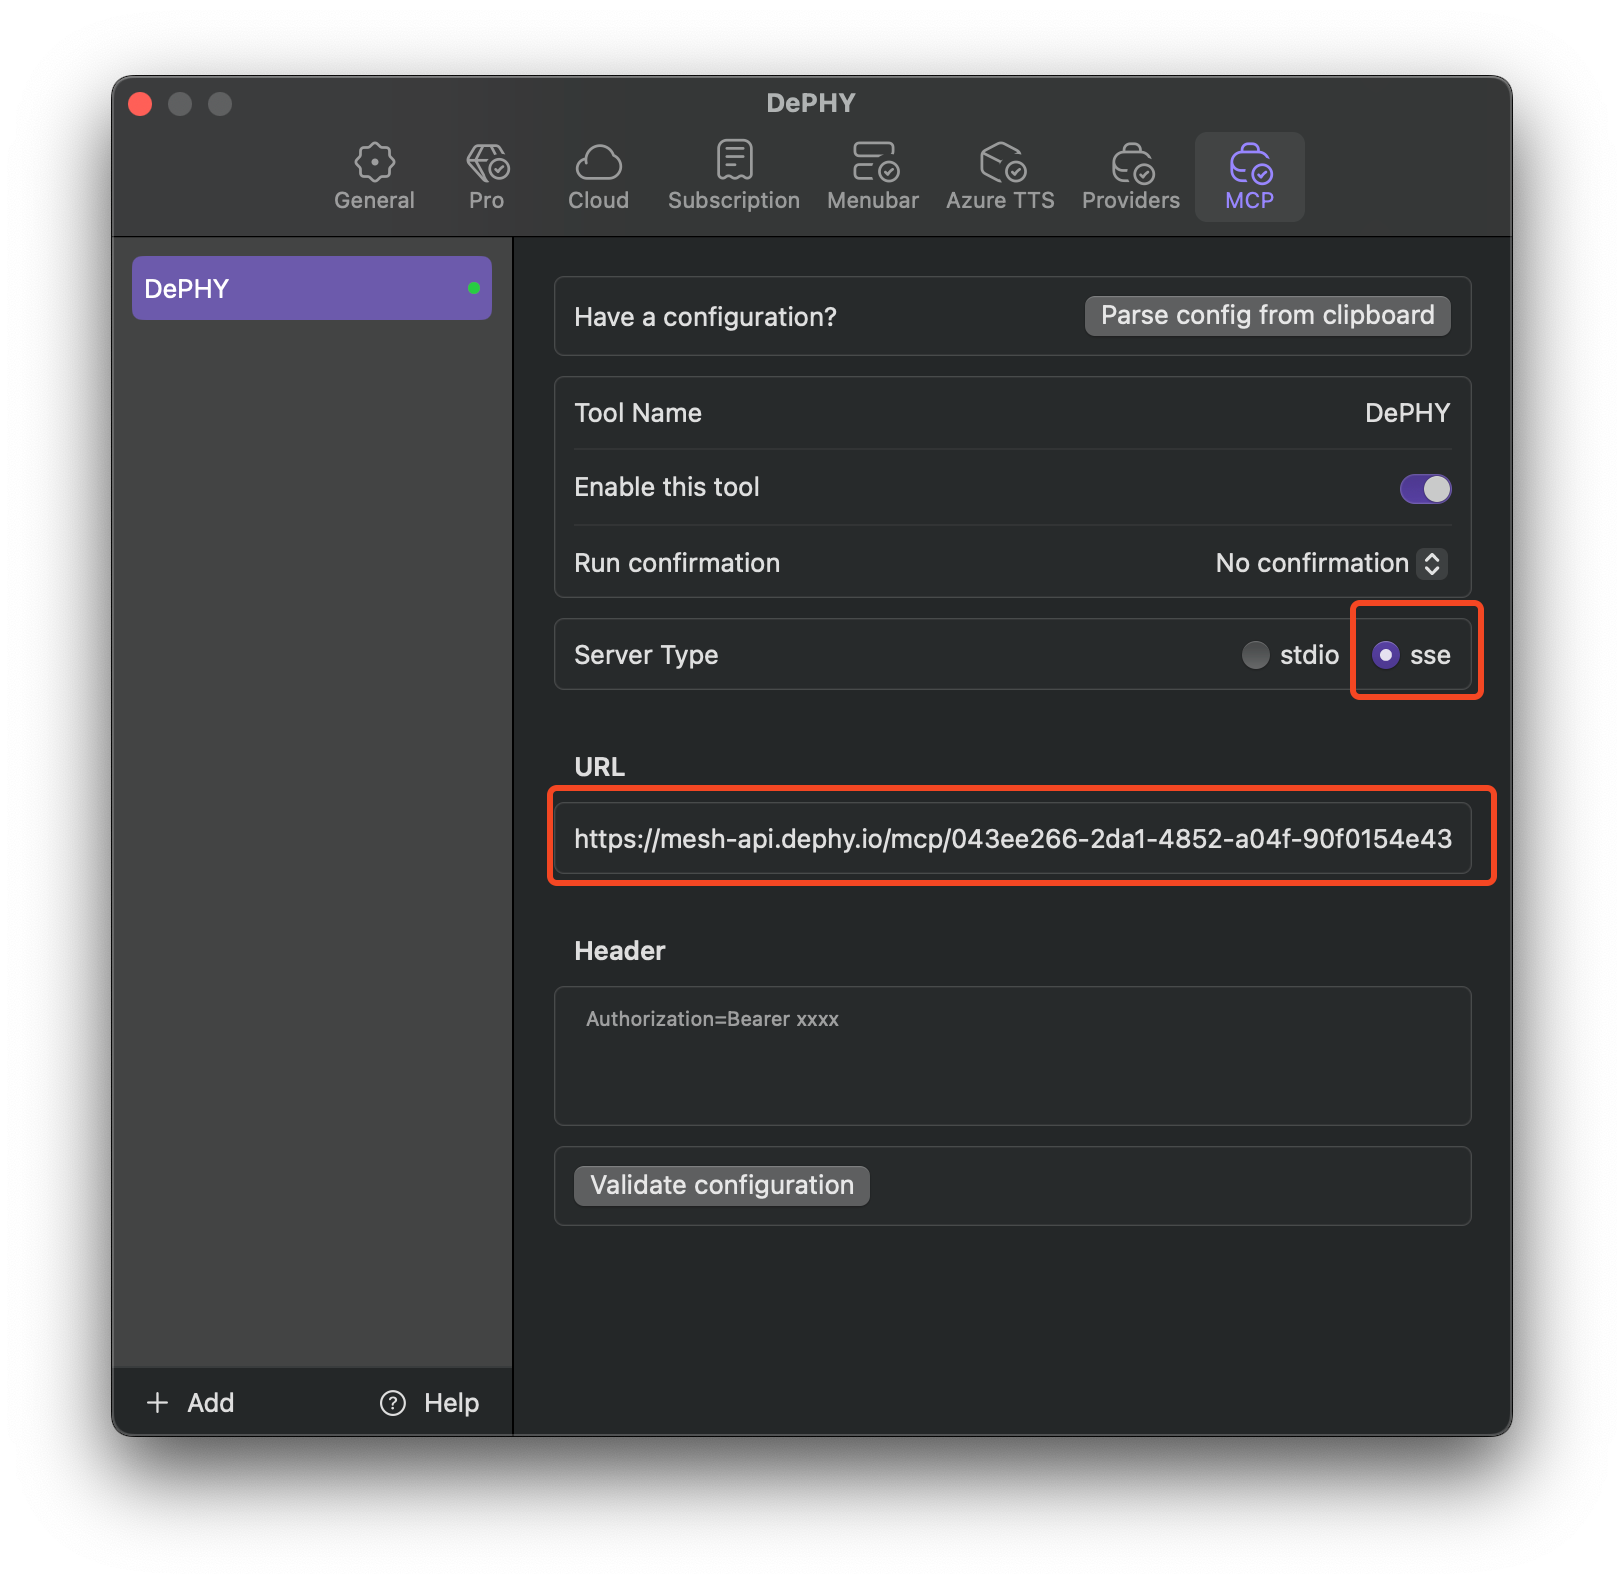 DePHY
General
Pro
Cloud
Subscription
Menubar
Azure TTS
Providers
MCP
DePHY
Have a configuration?
Parse config from clipboard
Tool Name
DePHY
Enable this tool
Run confirmation
No confirmation
Server Type
stdio
sse
URL
https://mesh-api.dephy.io/mcp/043ee266-2da1-4852-a04f-90f0154e43
Header
Authorization=Bearer xxxx
Validate configuration
Add
Help